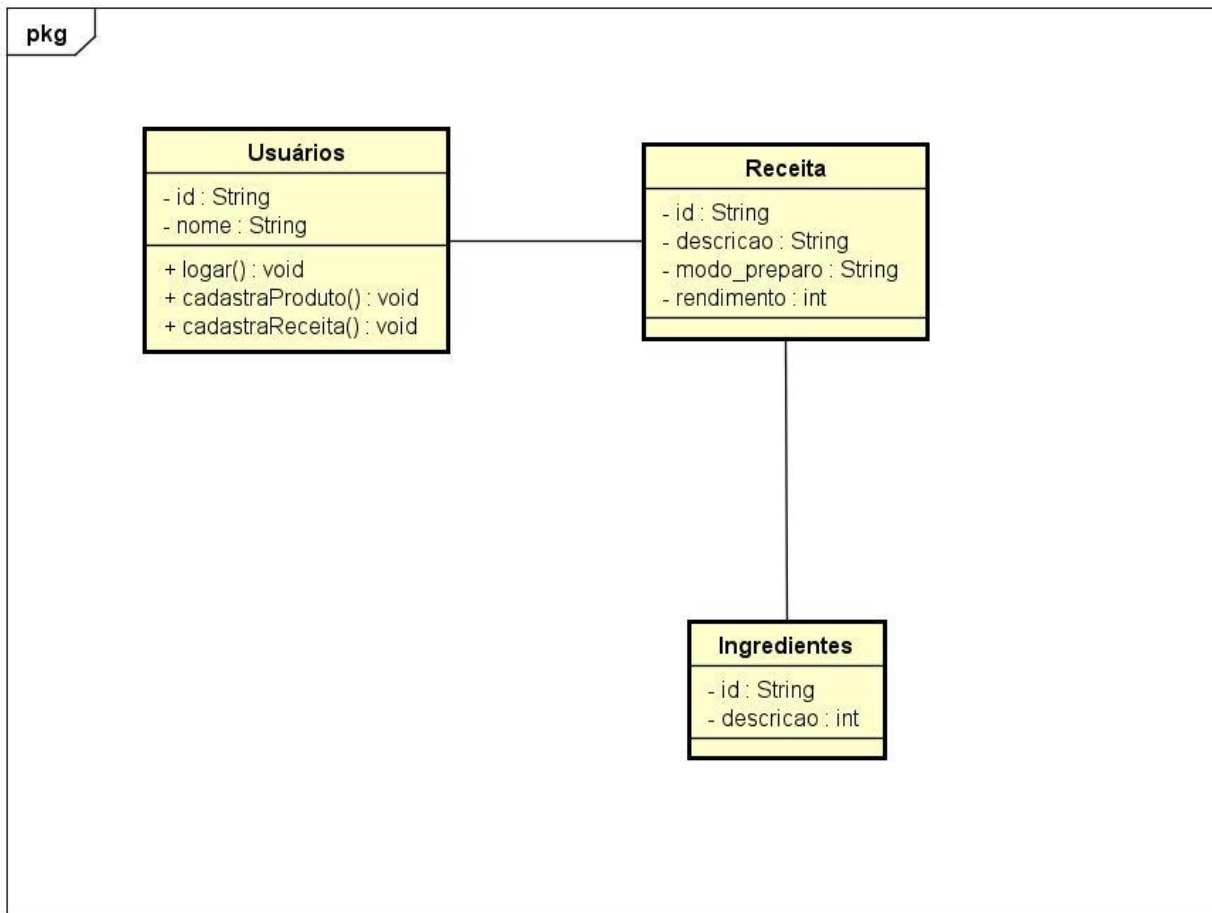 pkg
Usuários
- id : String
- nome : String
+ logar() : void
+ cadastraProduto() : void
+ cadastraReceita() : void
Receita
- id : String
- descricao : String
- modo_preparo : String
- rendimento : int
Ingredientes
- id : String
- descricao : int